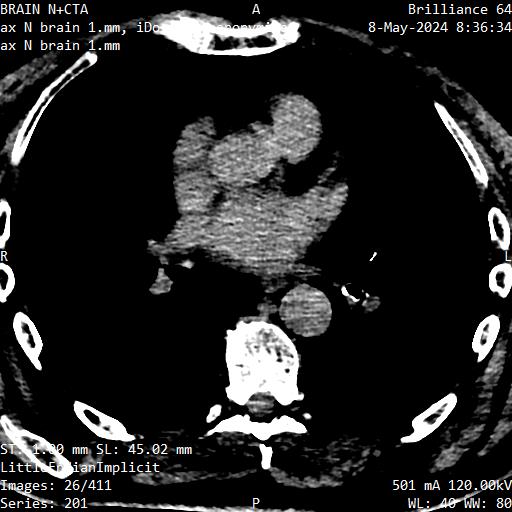 BRAIN N+CTA
A
Brilliance 64
ax N brain 1.mm, iDo
8-May-2024 8:36:34
ax N brain 1.mm
R
L
ST: 1.00 mm SL: 45.02 mm
LittleEndianImplicit
Images: 26/411
501 mA 120.00kV
Series: 201
P
WL: 40 WW: 80